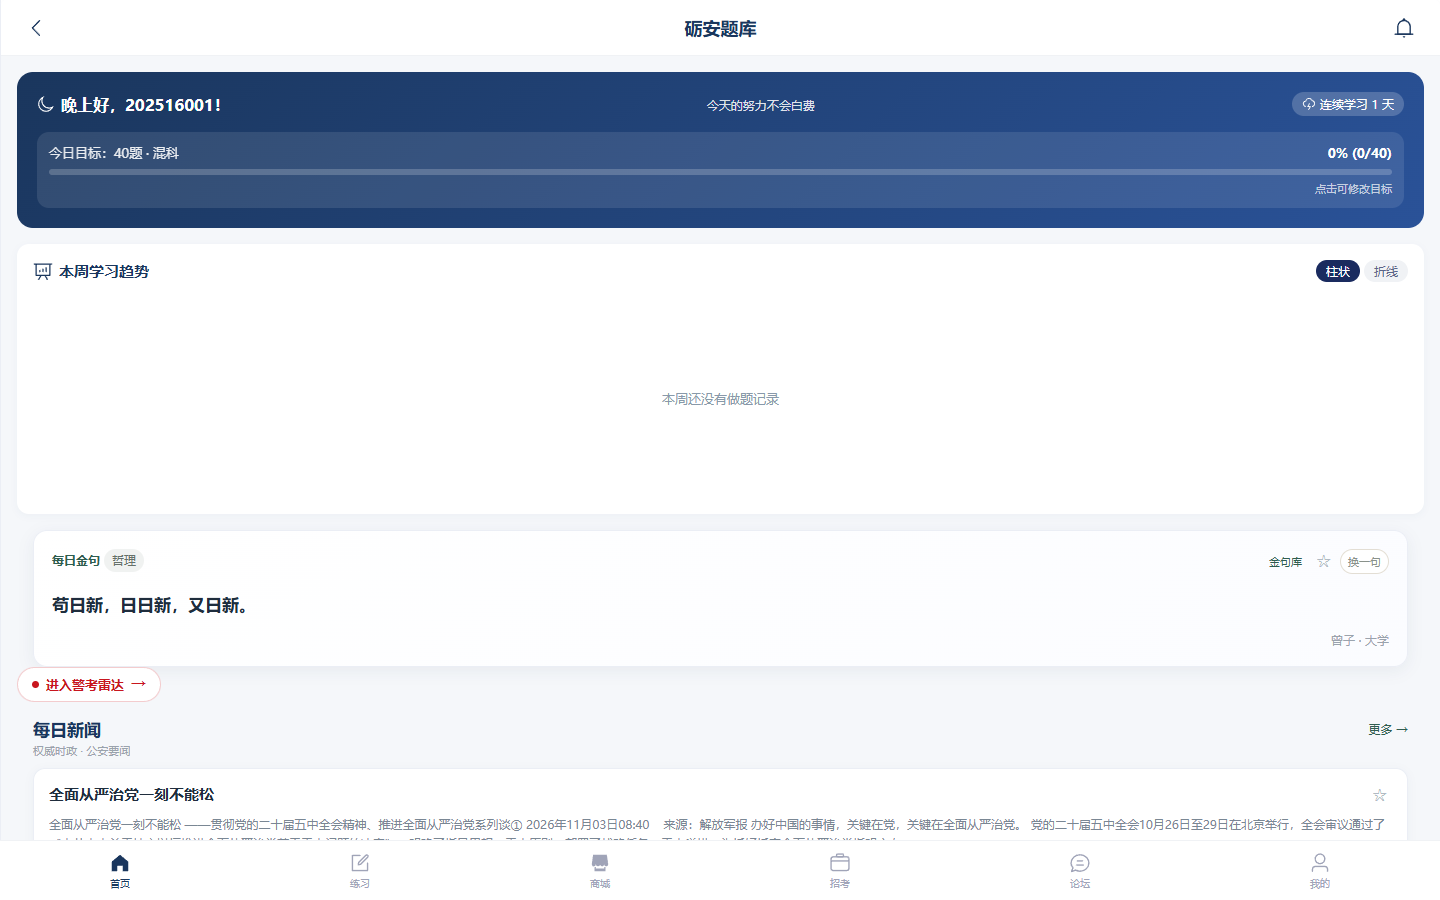 砺安题库
晚上好，202516001！
今天的努力不会白费
连续学习 1 天
今日目标：40题 · 混科
0% (0/40)
点击可修改目标
本周学习趋势
柱状
折线
本周还没有做题记录
每日金句
哲理
金句库
换一句
苟日新，日日新，又日新。
曾子 · 大学
进入警考雷达 →
每日新闻
更多 →
权威时政 · 公安要闻
全面从严治党一刻不能松
全面从严治党一刻不能松 ——贯彻党的二十届五中全会精神、推进全面从严治党系列谈① 2026年11月03日08:40 来源：解放军报 办好中国的事情，关键在党，关键在全面从严治党。 党的二十届五中全会10月26日至29日在北京举行，全会审议通过了
首页
练习
商城
招考
论坛
我的